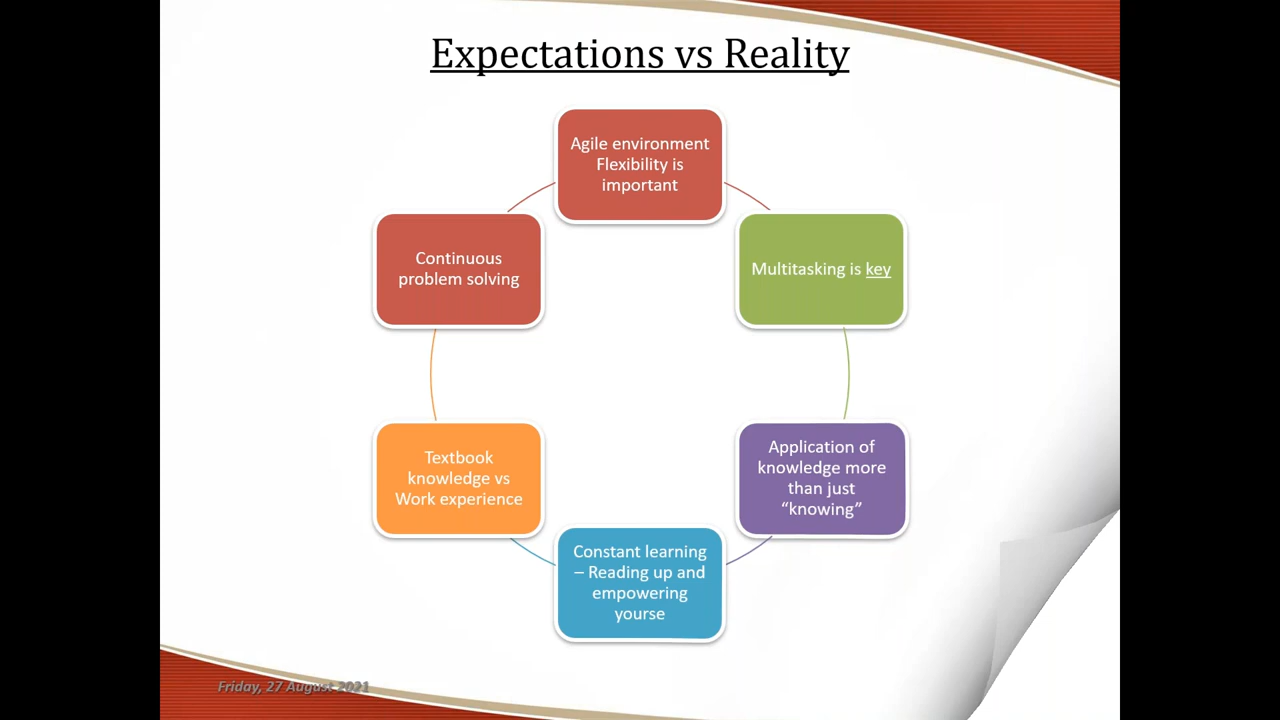 Expectations vs Reality
Agile environment
Flexibility is
important
Multitasking is key
Application of
knowledge more
than just
“knowing”
Constant learning
– Reading up and
empowering
yourse
Textbook
knowledge vs
Work experience
Continuous
problem solving
Friday, 27 August 2021